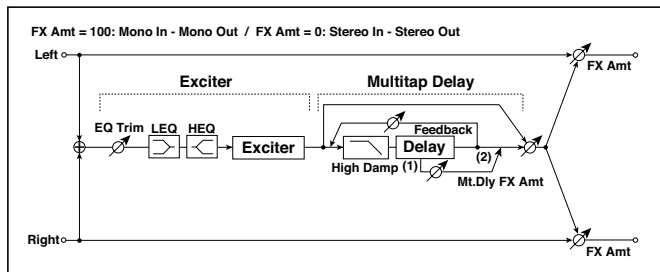 FX Amt = 100: Mono In - Mono Out / FX Amt = 0: Stereo In - Stereo Out
Left
FX Amt
Exciter
Multitap Delay
EQ Trim
LEQ
HEQ
Feedback
Exciter
Delay
High Damp
(1)
(2)
Mt.Dly FX Amt
Right
FX Amt